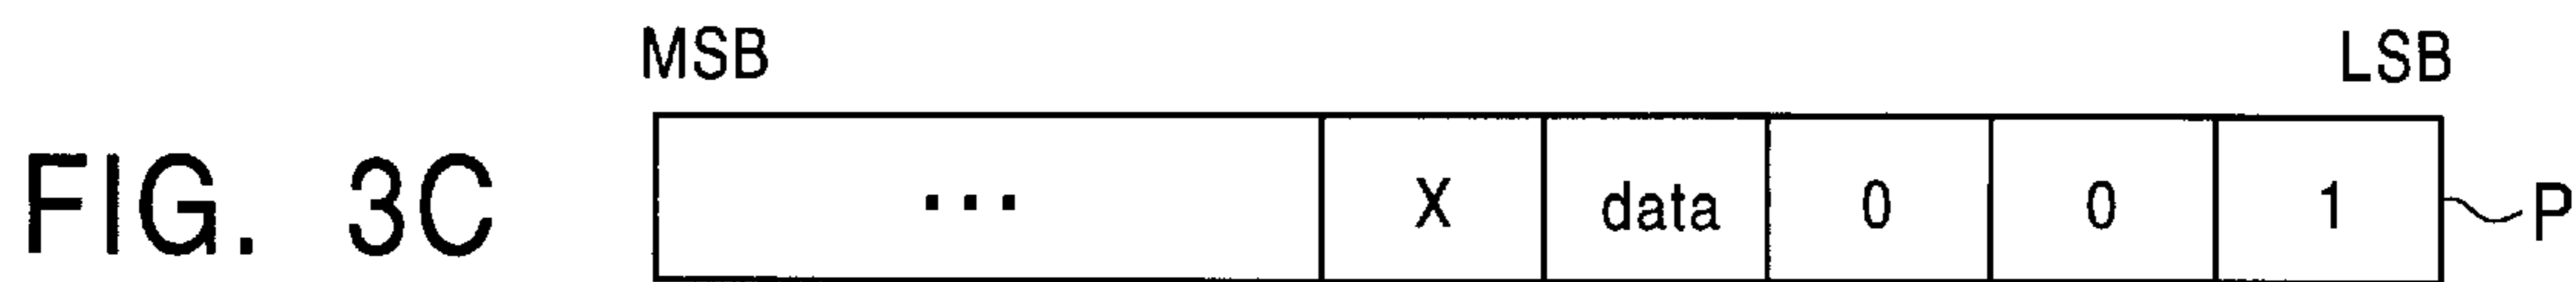 MSB LSB
FIG. 3C ... X data 0 0 1 P